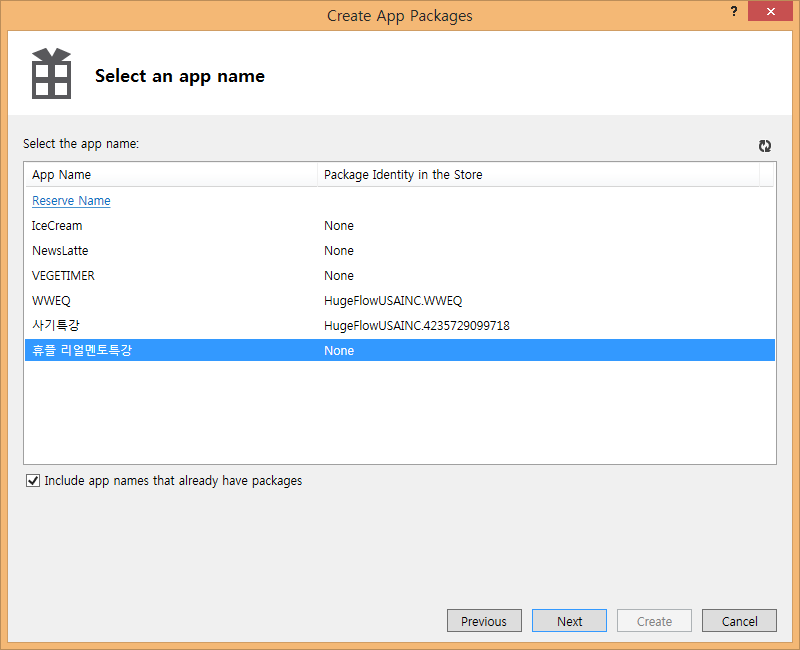 Create App Packages
?
Select an app name
Select the app name:
App Name Package Identity in the Store
Reserve Name
IceCream None
NewsLatte None
VEGETIMER None
WWEQ HugeFlowUSAINC.WWEQ
사기특강 HugeFlowUSAINC.4235729099718
휴플 리얼멘토특강 None
Include app names that already have packages
Previous Next Create Cancel